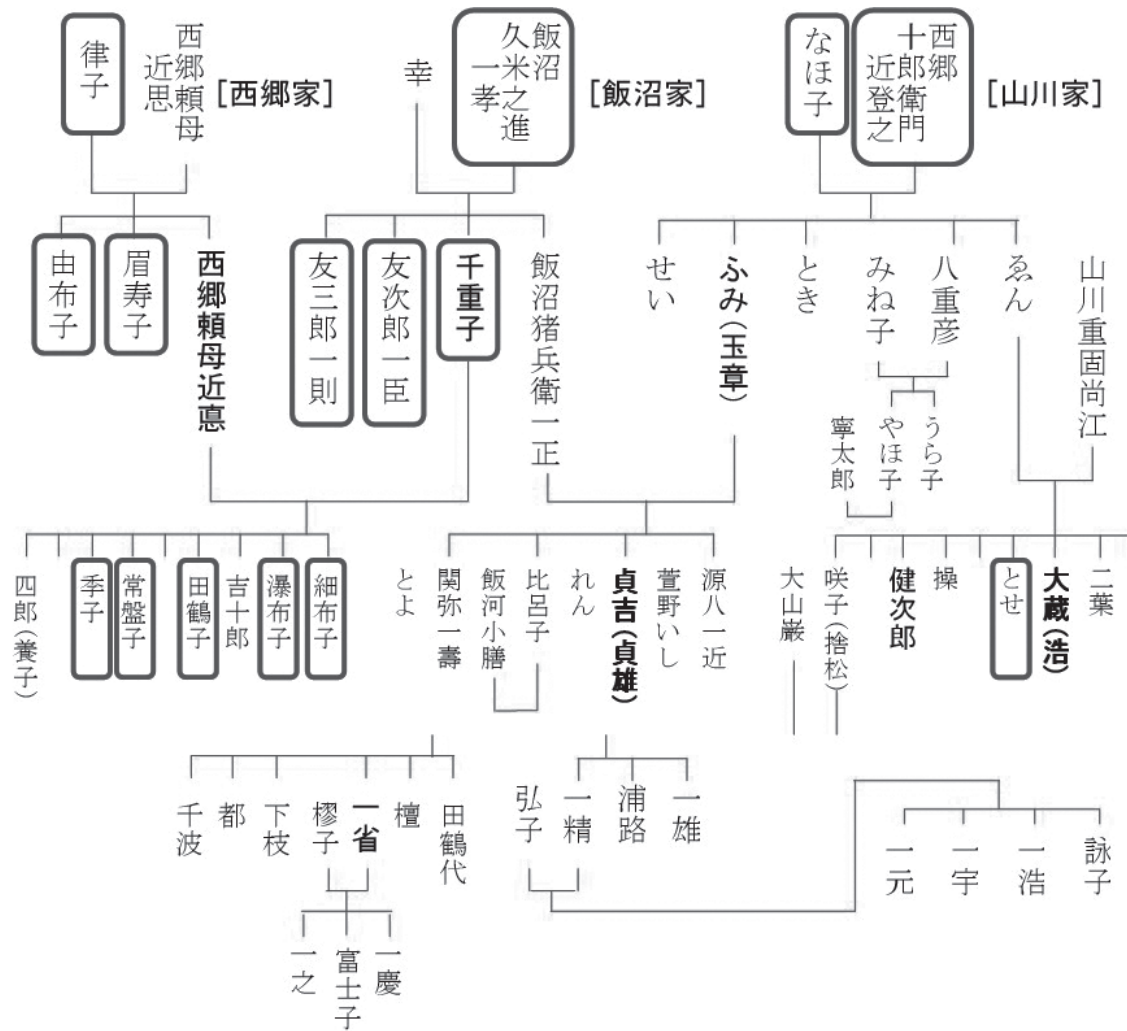 [山川家]
西郷
十郎衛門
近登之
なほ子
[飯沼家]
飯沼
久米之進
一孝
幸
[西郷家]
西郷頼母
近思
律子
山川重固尚江
ゑん
八重彦
みね子
とき
ふみ(玉章)
せい
うら子
やほ子
寧太郎
飯沼猪兵衛一正
千重子
友次郎一臣
友三郎一則
西郷頼母近悳
眉寿子
由布子
二葉
大蔵(浩)
とせ
操
健次郎
咲子(捨松)
大山巌
源八一近
萱野いし
貞吉(貞雄)
れん
比呂子
飯河小膳
関弥一壽
とよ
細布子
瀑布子
吉十郎
田鶴子
常盤子
季子
四郎(養子)
詠子
一浩
一宇
一元
一雄
浦路
一精
弘子
田鶴代
檀
一省
樛子
下枝
都
千波
一慶
富士子
一之